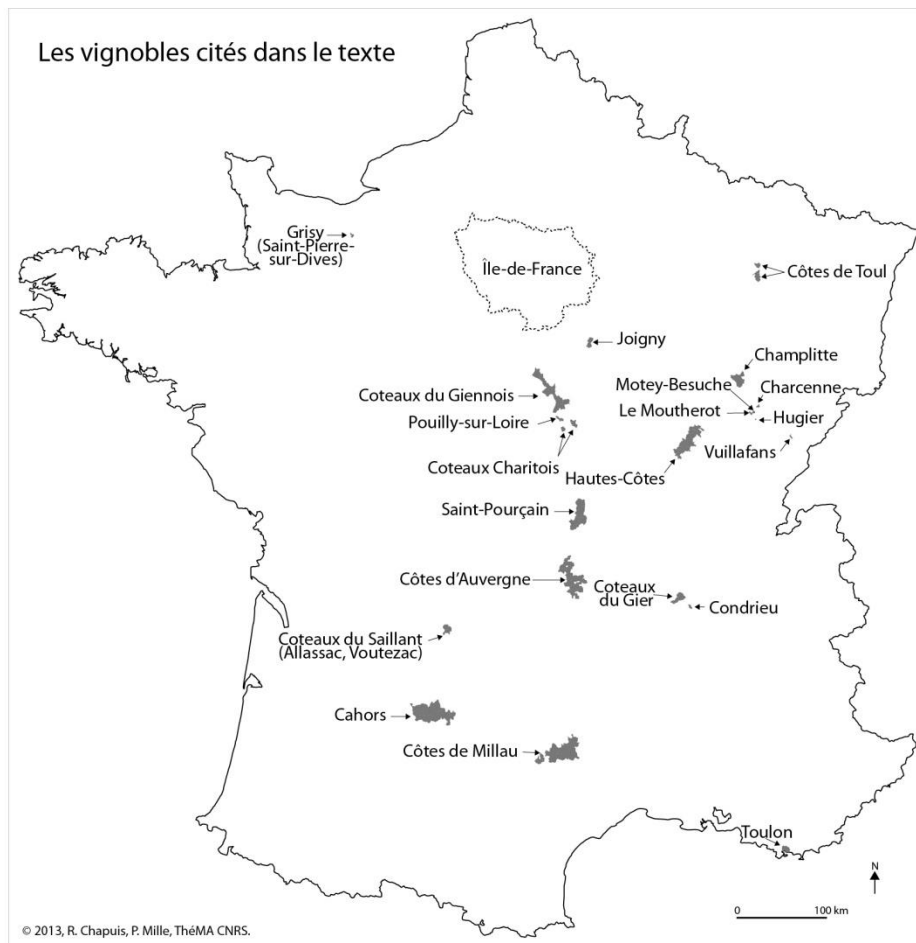 Les vignobles cités dans le texte
Grisy
(Saint-Pierre-
sur-Dives)
Île-de-France
Côtes de Toul
Joigny
Champlitte
Motey-Besuche
Charcenne
Coteaux du Giennois
Le Moutherot
Hugier
Pouilly-sur-Loire
Vuillafans
Coteaux Charitois
Hautes-Côtes
Saint-Pourçain
Côtes d'Auvergne
Coteaux
du Gier
Condrieu
Coteaux du Saillant
(Allassac, Voutezac)
Cahors
Côtes de Millau
Toulon
N
0 100 km
© 2013, R. Chapuis, P. Mille, ThéMA CNRS.